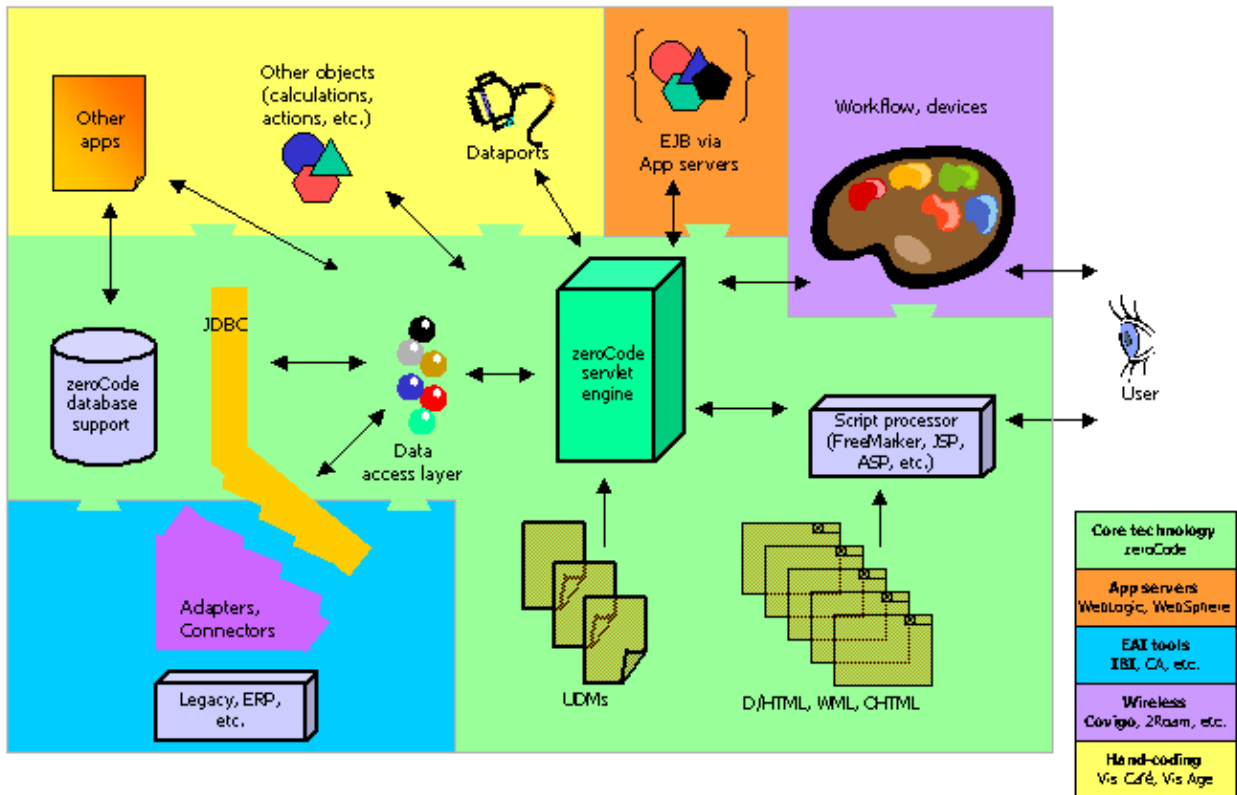 Other
apps
Other objects
(calculations,
actions, etc.)
Dataports
EJB via
App servers
Workflow, devices
JDBC
zeroCode
database
support
Data
access layer
zeroCode
servlet
engine
Script processor
(FreeMarker, JSP,
ASP, etc.)
User
Adapters,
Connectors
Legacy, ERP,
etc.
UDMs
D/HTML, WML, CHTML
Core technology
zeroCode
App servers
WebLogic, WebSphere
EAI tools
IBI, CA, etc.
Wireless
Covigo, 2Roam, etc.
Hand-coding
Vis Café, Vis Age